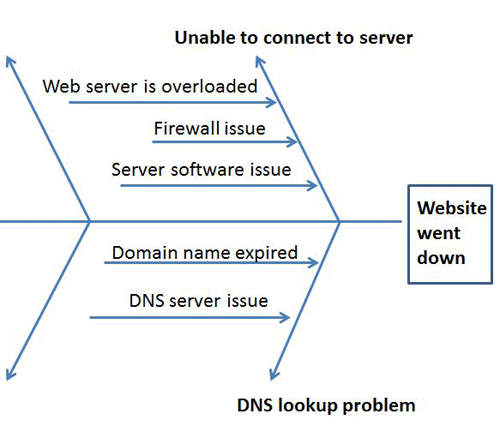 Unable to connect to server
Web server is overloaded
Firewall issue
Server software issue
Website
went
down
Domain name expired
DNS server issue
DNS lookup problem